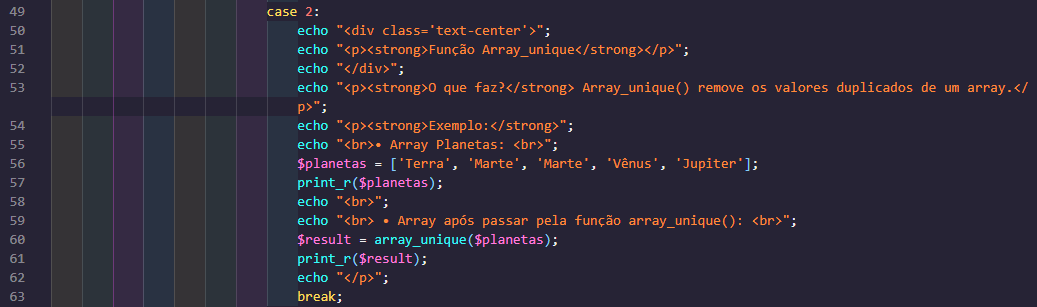 49 case 2:
50 echo "<div class='text-center'>";
51 echo "<p><strong>Função Array_unique</strong></p>";
52 echo "</div>";
53 echo "<p><strong>O que faz?</strong> Array_unique() remove os valores duplicados de um array.</
p>";
54 echo "<p><strong>Exemplo:</strong>";
55 echo "<br>• Array Planetas: <br>";
56 $planetas = ['Terra', 'Marte', 'Marte', 'Vênus', 'Jupiter'];
57 print_r($planetas);
58 echo "<br>";
59 echo "<br> • Array após passar pela função array_unique(): <br>";
60 $result = array_unique($planetas);
61 print_r($result);
62 echo "</p>";
63 break;